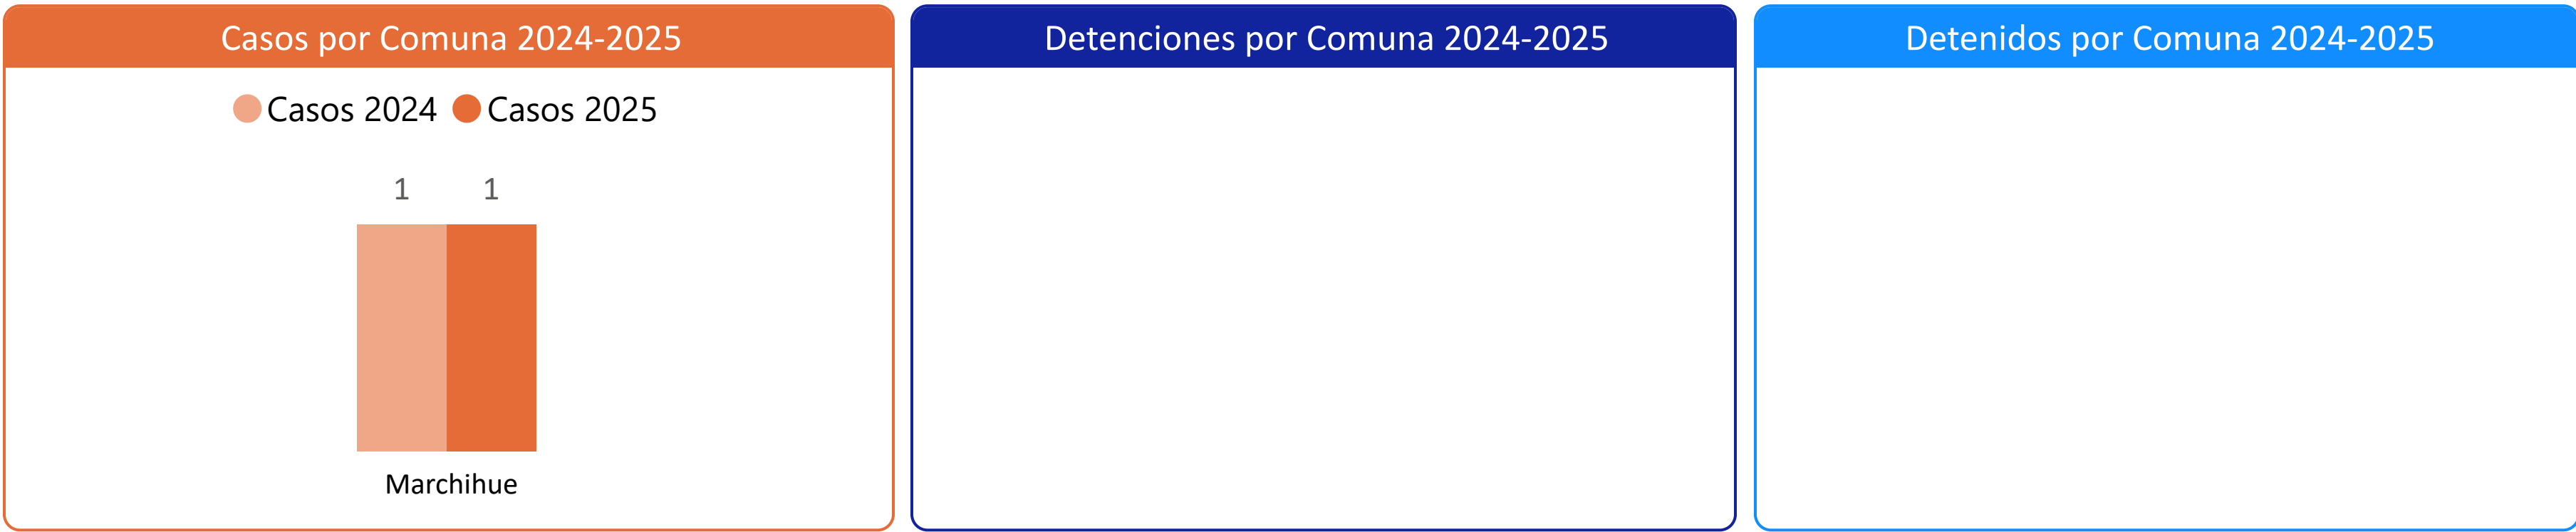 Casos por Comuna 2024-2025
Casos 2024 Casos 2025
1 1
Marchihue
Detenciones por Comuna 2024-2025
Detenidos por Comuna 2024-2025